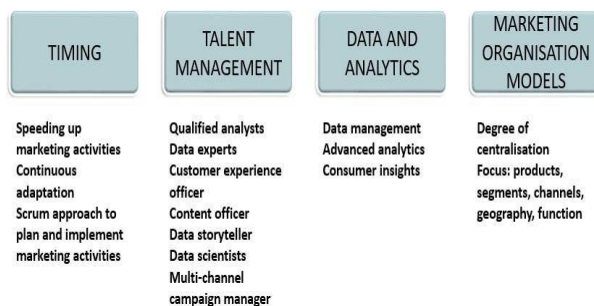 TIMING
Speeding up
marketing activities
Continuous
adaptation
Scrum approach to
plan and implement
marketing activities
TALENT
MANAGEMENT
Qualified analysts
Data experts
Customer experience
officer
Content officer
Data storyteller
Data scientists
Multi-channel
campaign manager
DATA AND
ANALYTICS
Data management
Advanced analytics
Consumer insights
MARKETING
ORGANISATION
MODELS
Degree of
centralisation
Focus: products,
segments, channels,
geography, function